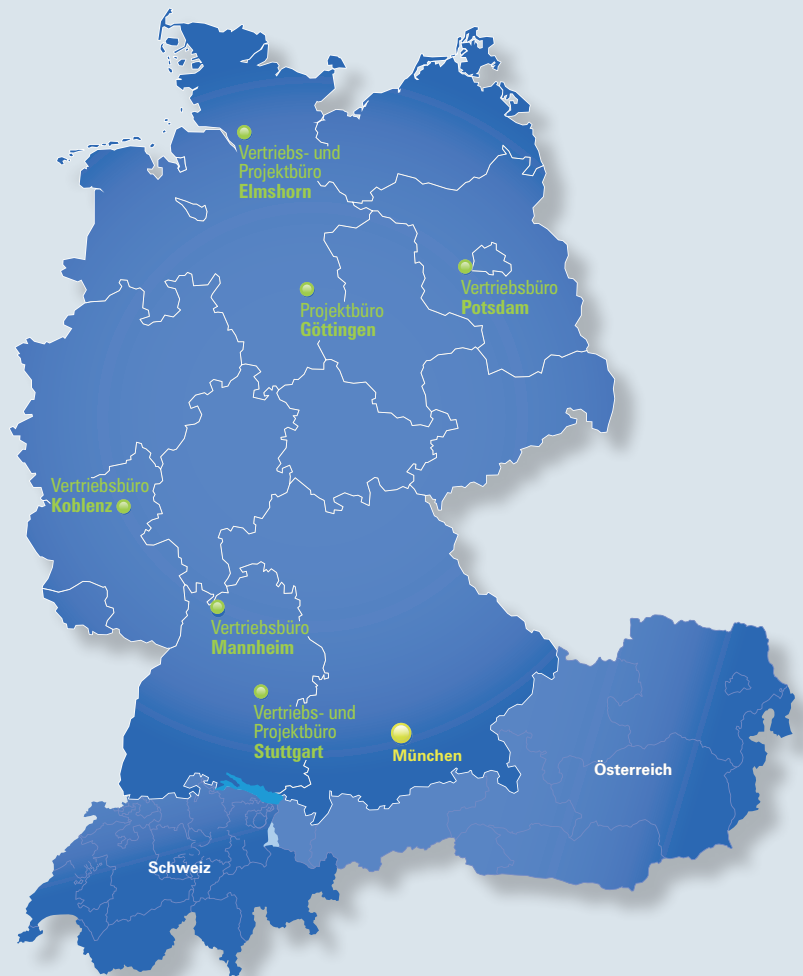 Vertriebs- und
Projektbüro
Elmshorn
Vertriebsbüro
Potsdam
Projektbüro
Göttingen
Vertriebsbüro
Koblenz
Vertriebsbüro
Mannheim
Vertriebs- und
Projektbüro
Stuttgart
München
Österreich
Schweiz